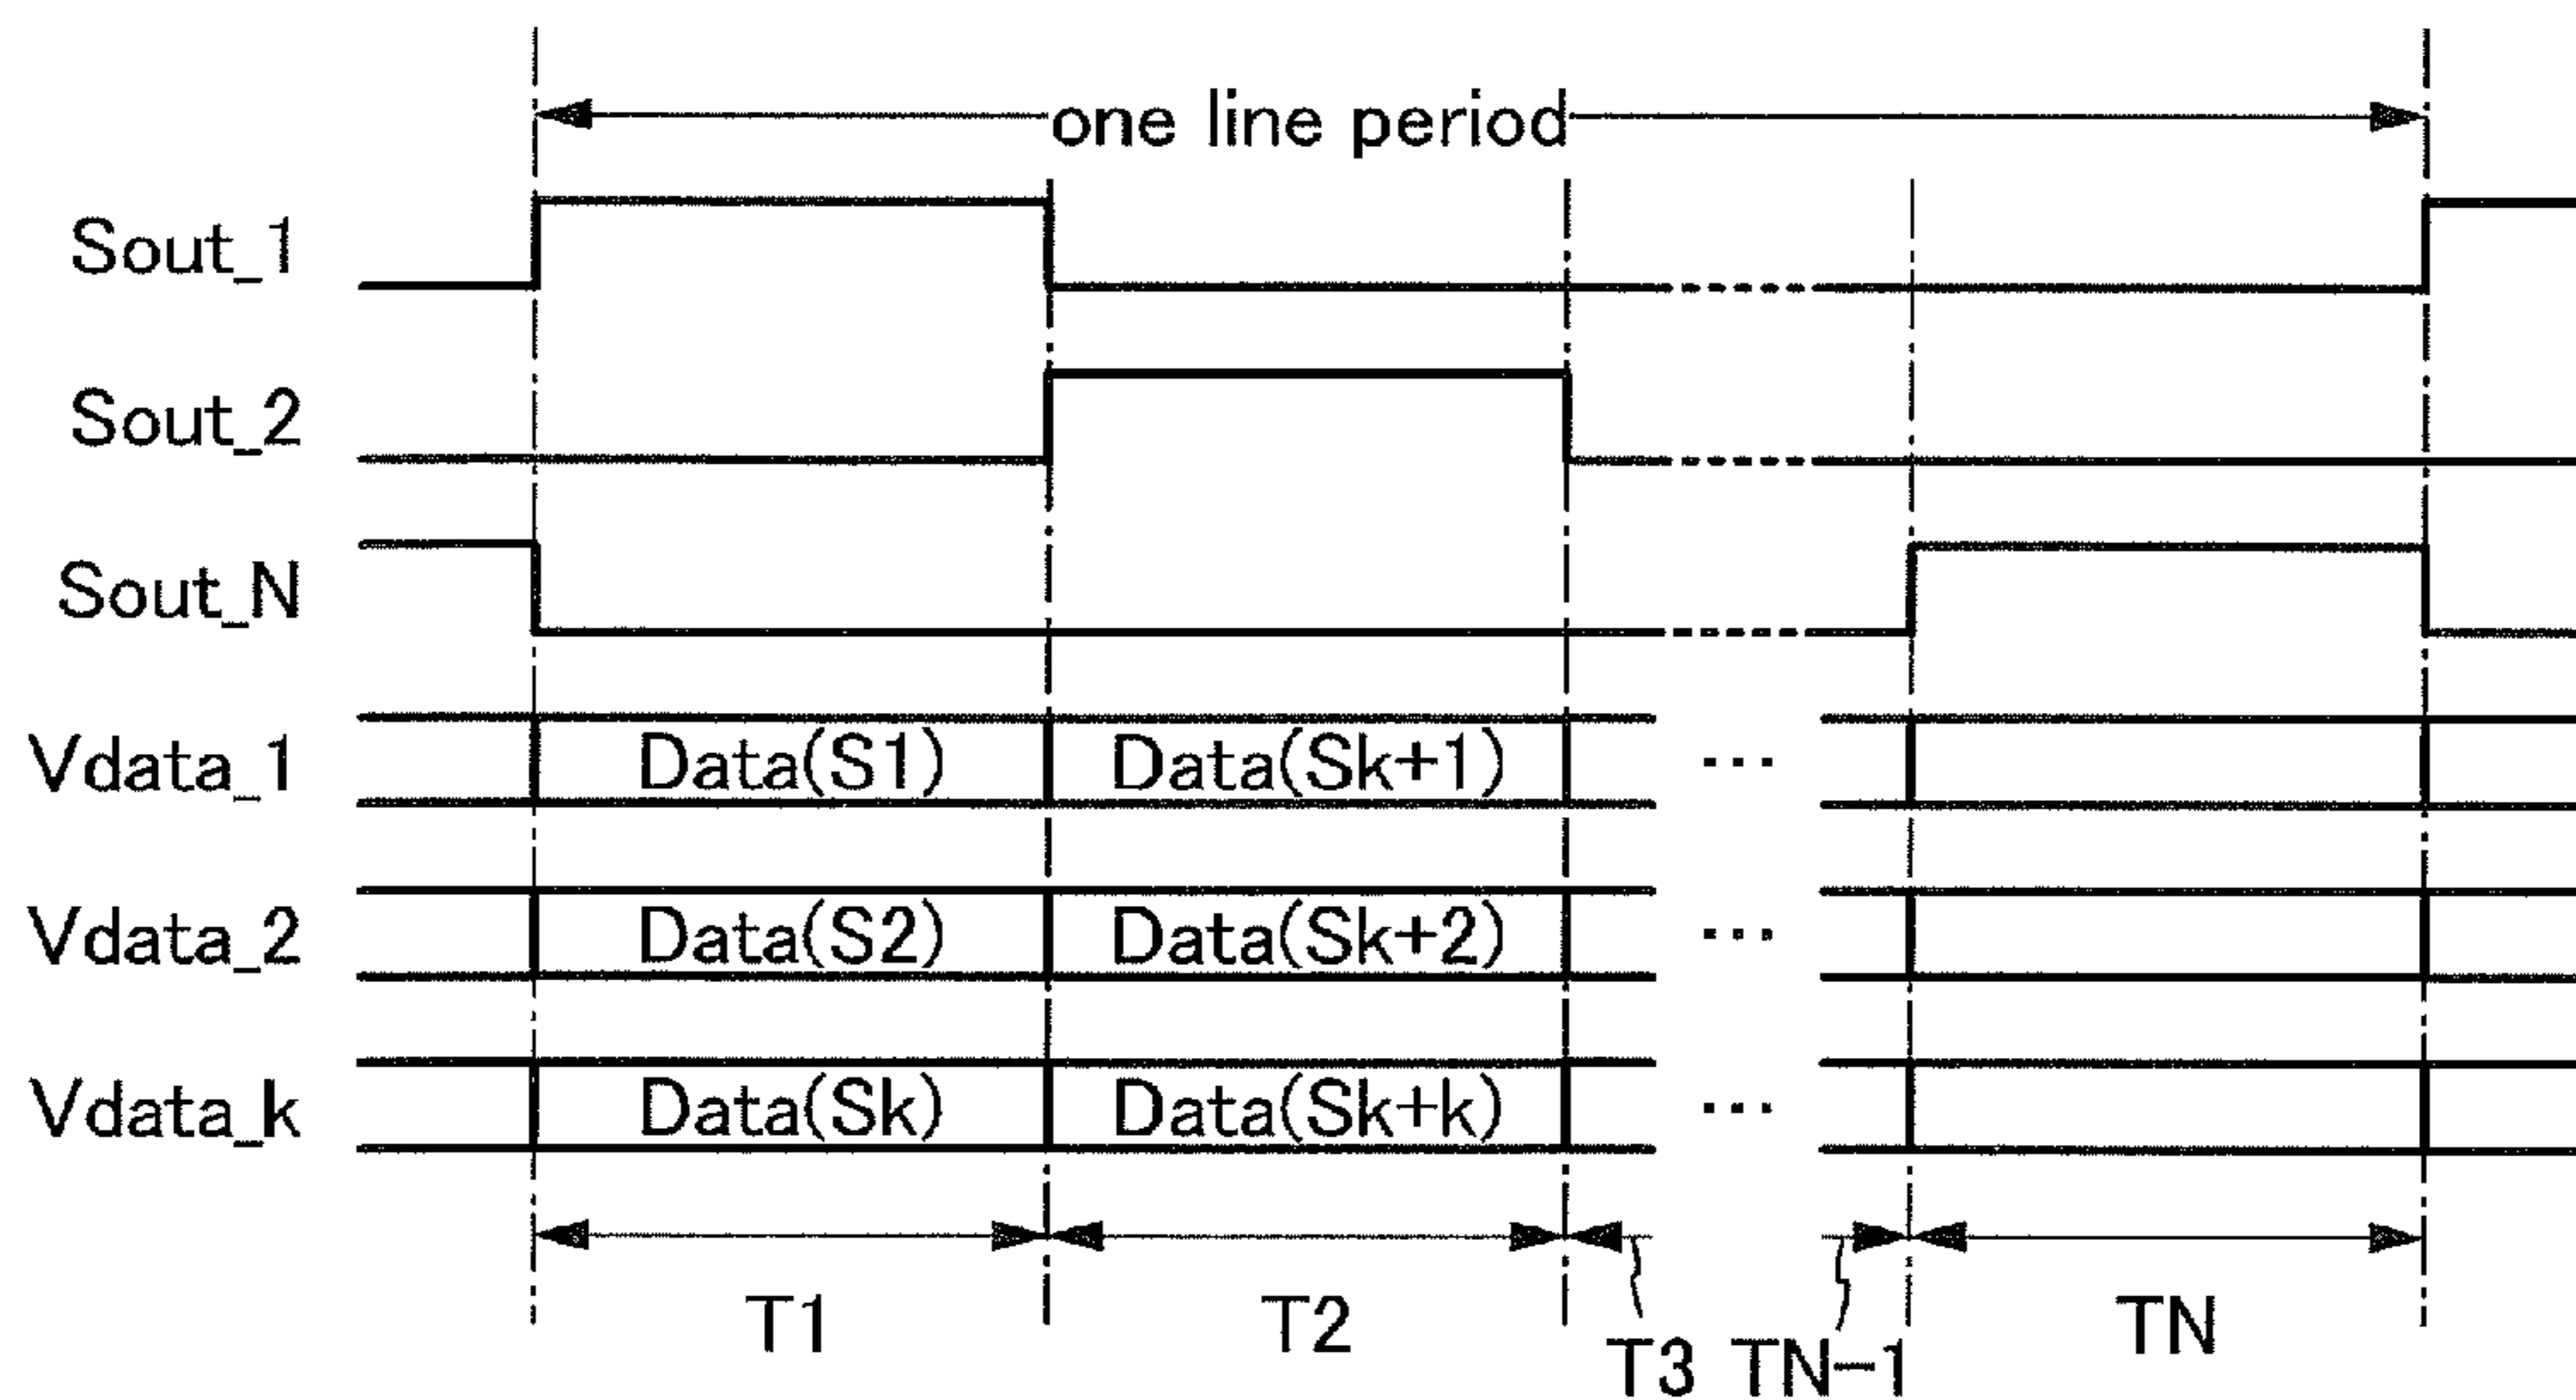 one line period
Sout_1
Sout_2
Sout_N
Vdata_1 Data(S1) Data(Sk+1) ...
Vdata_2 Data(S2) Data(Sk+2) ...
Vdata_k Data(Sk) Data(Sk+k) ...
T1 T2 T3 TN-1 TN